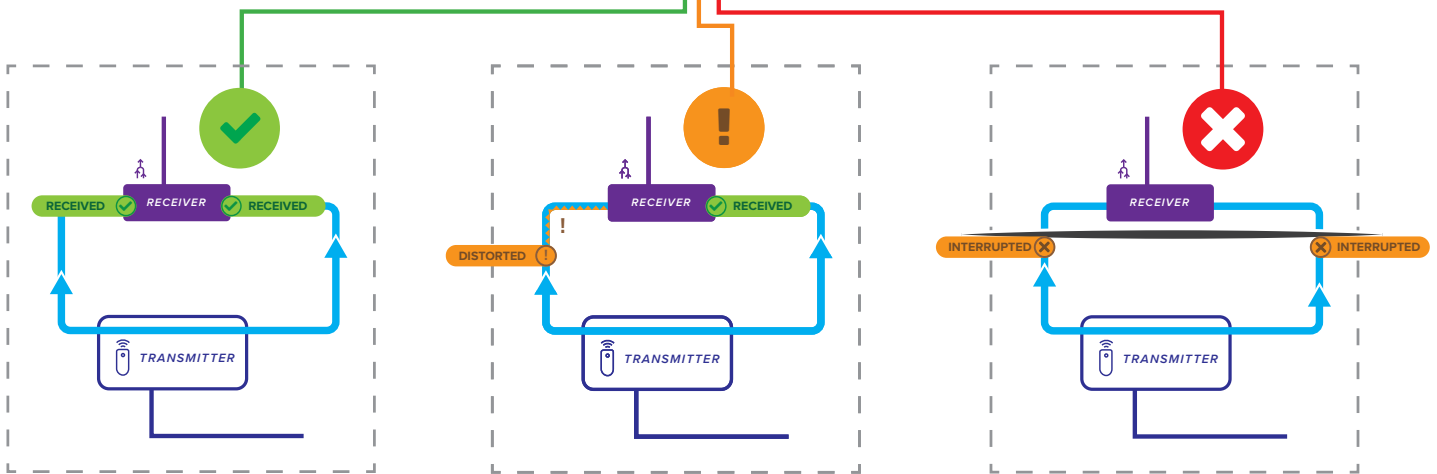 RECEIVED RECEIVER RECEIVED
TRANSMITTER
!
RECEIVER RECEIVED
!
DISTORTED !
TRANSMITTER
RECEIVER
INTERRUPTED INTERRUPTED
TRANSMITTER